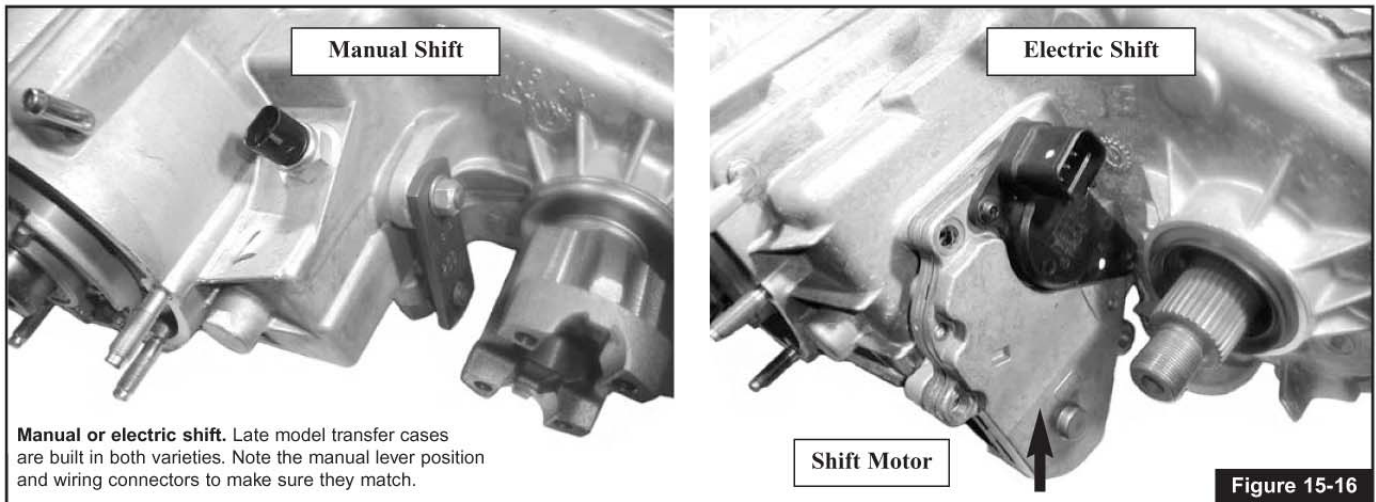 Manual Shift
Electric Shift
Manual or electric shift. Late model transfer cases
are built in both varieties. Note the manual lever position
and wiring connectors to make sure they match.
Shift Motor
Figure 15-16